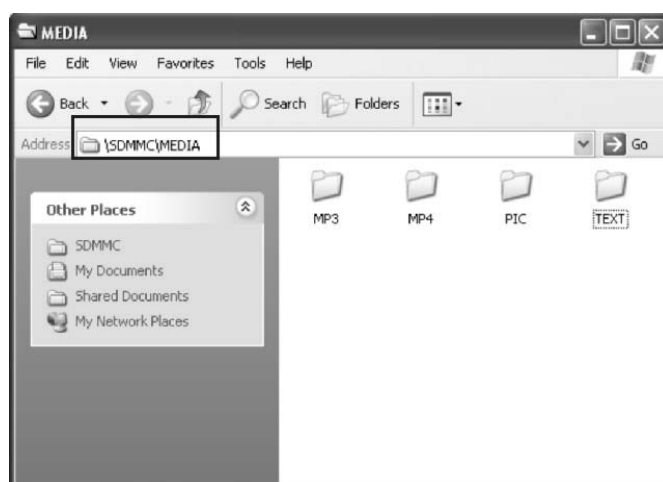 MEDIA
File Edit View Favorites Tools Help
Back Search Folders
Address \SDMMC\MEDIA Go
Other Places
SDMMC
My Documents
Shared Documents
My Network Places
MP3 MP4 PIC TEXT